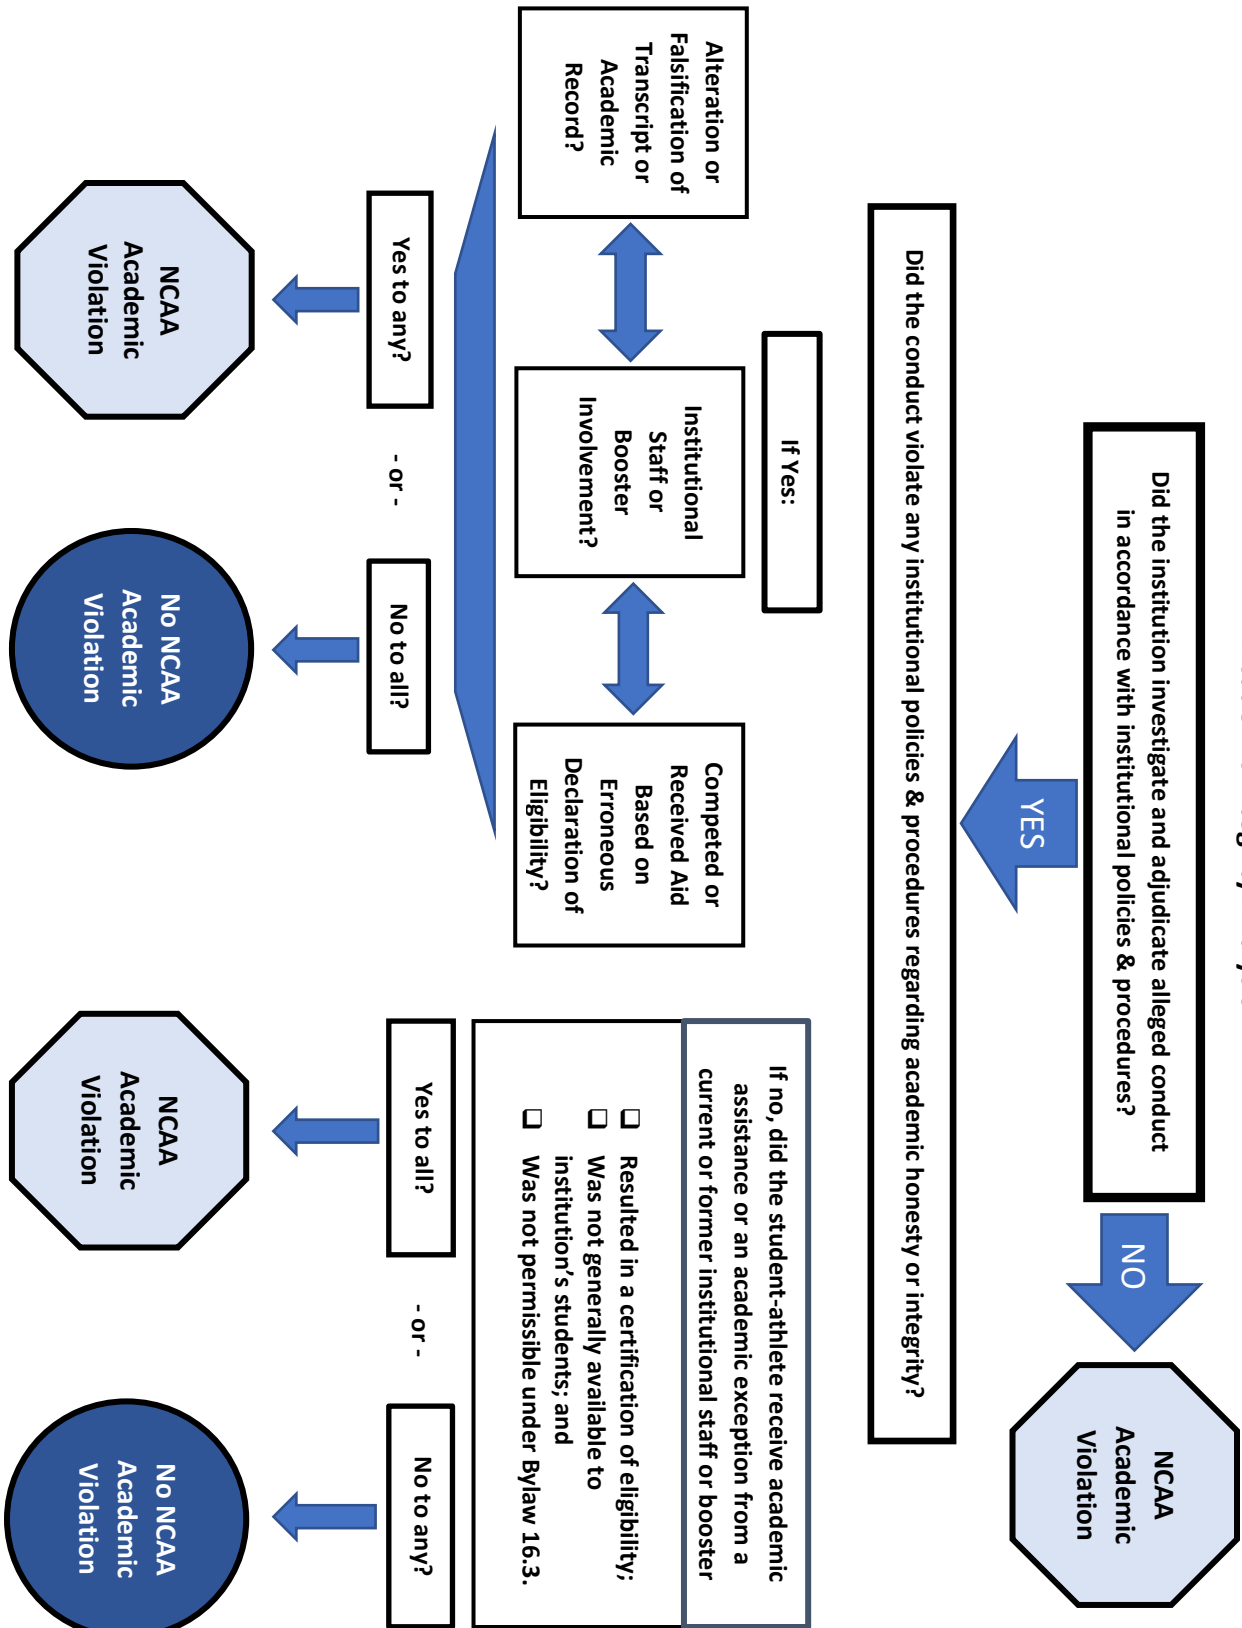 Did the institution investigate and adjudicate alleged conduct
in accordance with institutional policies & procedures?
NO
NCAA
Academic
Violation
YES
Did the conduct violate any institutional policies & procedures regarding academic honesty or integrity?
If Yes:
Alteration or
Falsification of
Transcript or
Academic
Record?
Institutional
Staff or
Booster
Involvement?
Competed or
Received Aid
Based on
Erroneous
Declaration of
Eligibility?
Yes to any?
- or -
No to all?
NCAA
Academic
Violation
No NCAA
Academic
Violation
If no, did the student-athlete receive academic
assistance or an academic exception from a
current or former institutional staff or booster
❑ Resulted in a certification of eligibility;
❑ Was not generally available to
institution’s students; and
❑ Was not permissible under Bylaw 16.3.
Yes to all?
- or -
No to any?
NCAA
Academic
Violation
No NCAA
Academic
Violation